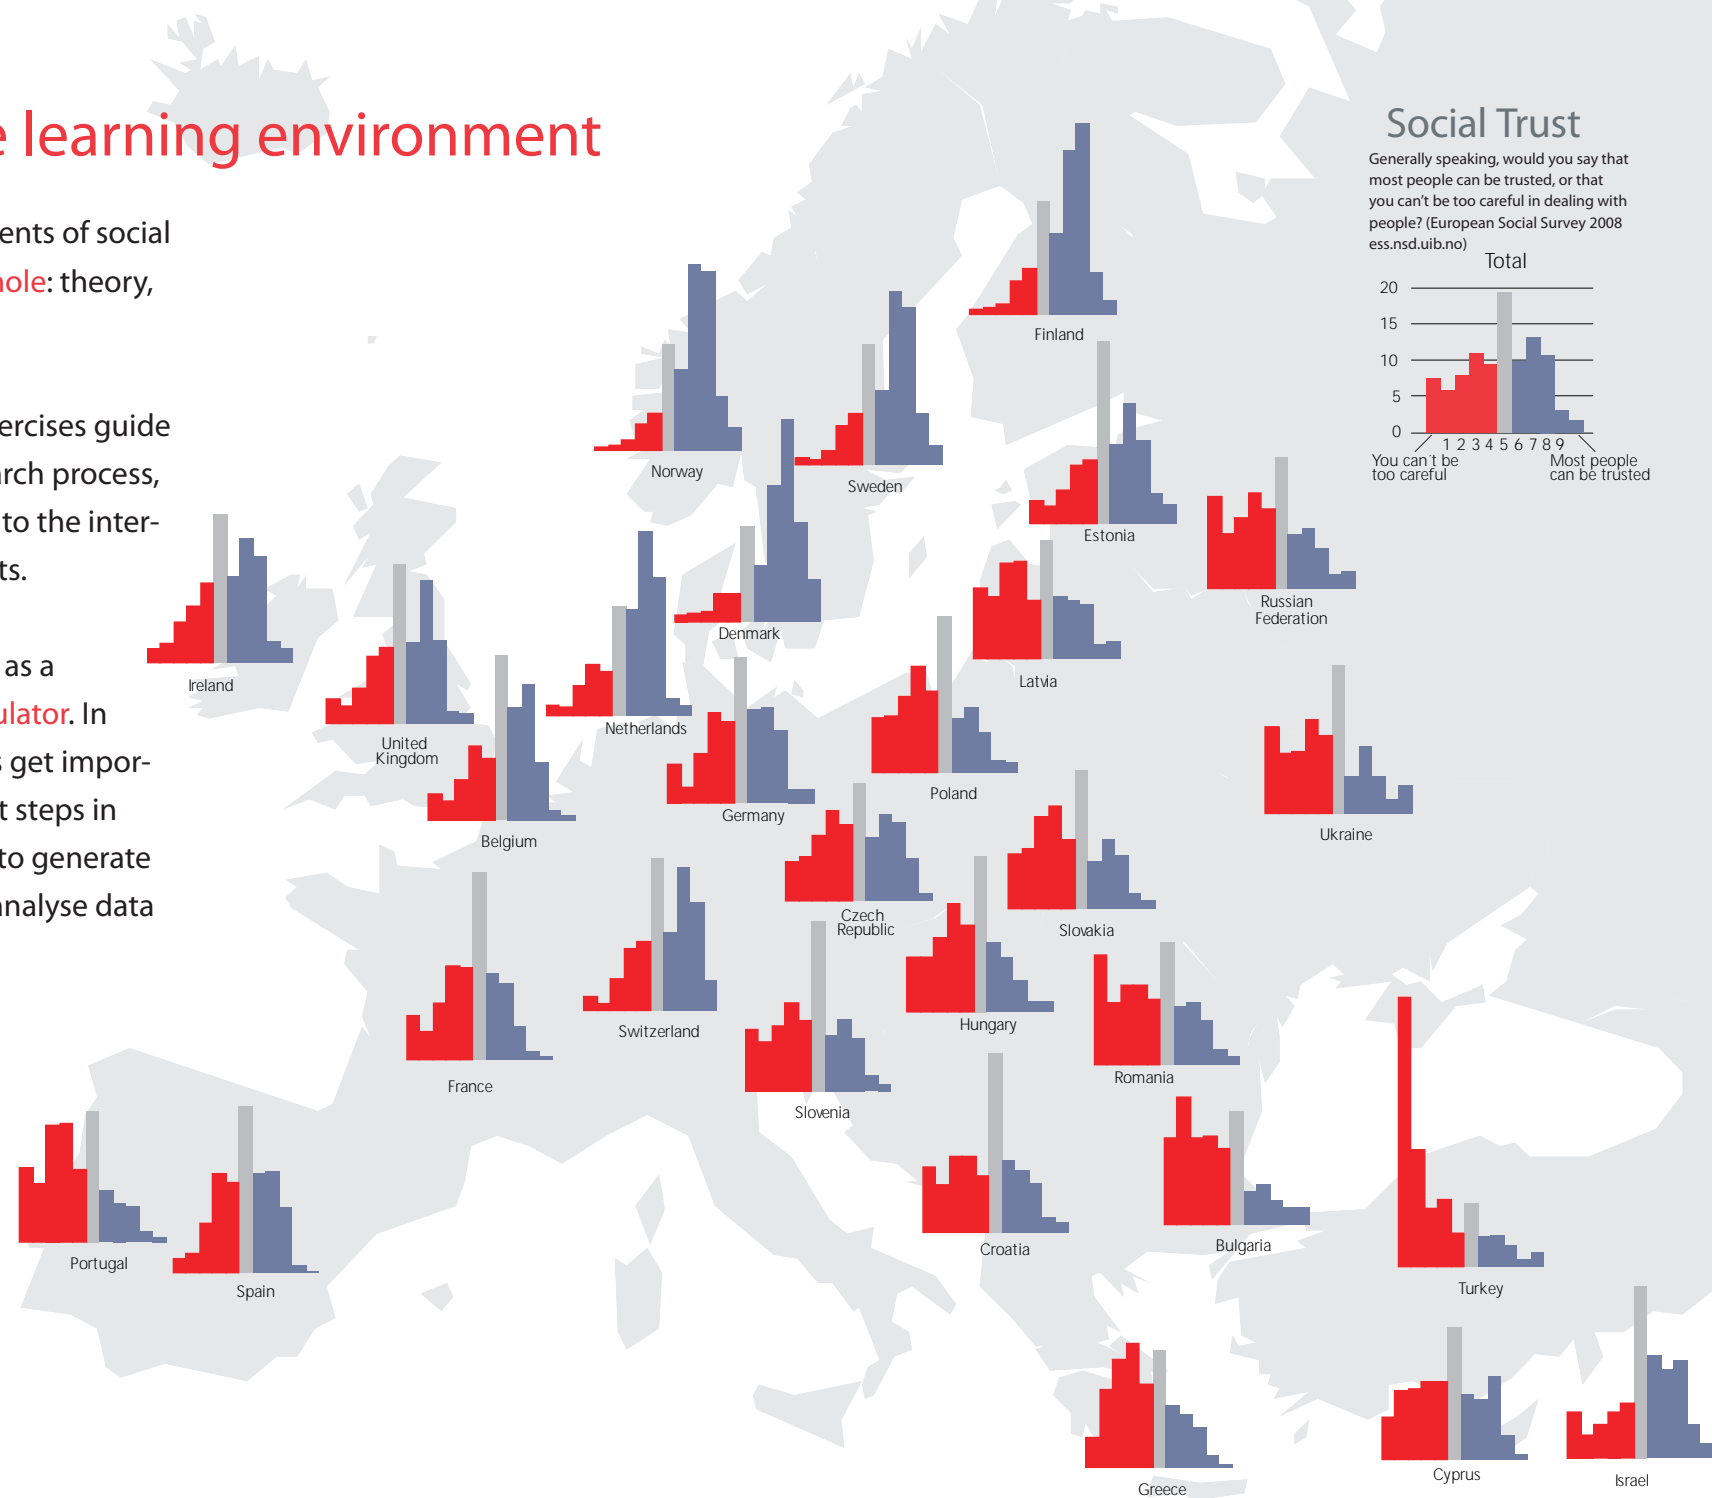 e learning environment
ents of social
hole: theory,
ercises guide
arch process,
to the inter-
ts.
as a
ulator. In
s get impor-
t steps in
to generate
analyse data
Social Trust
Generally speaking, would you say that
most people can be trusted, or that
you can't be too careful in dealing with
people? (European Social Survey 2008
ess.nsd.uib.no)
Total
20
15
10
5
0
1 2 3 4 5 6 7 8 9
You can´t be
too careful
Most people
can be trusted
Finland
Norway
Sweden
Estonia
Russian
Federation
Denmark
Ireland
Latvia
Netherlands
United
Kingdom
Poland
Germany
Ukraine
Belgium
Czech
Republic
Slovakia
Switzerland
Hungary
France
Romania
Slovenia
Croatia
Bulgaria
Portugal
Spain
Turkey
Cyprus
Israel
Greece